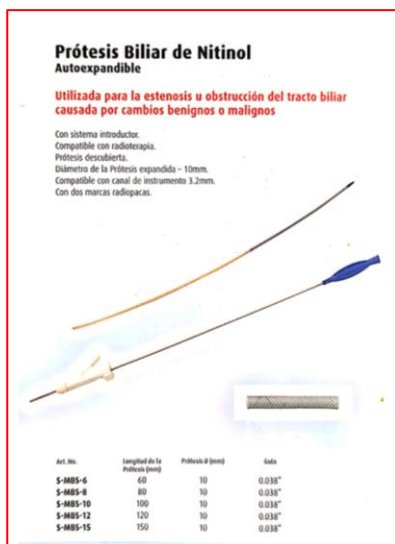 Prótesis Biliar de Nitinol
Autoexpandible
Utilizada para la estenosis u obstrucción del tracto biliar
causada por cambios benignos o malignos
Con sistema introductor.
Compatible con radioterapia.
Prótesis descubierta.
Diámetro de la Prótesis expandida - 10mm.
Compatible con canal de instrumento 3.2mm.
Con dos marcas radiopacas.
Art. No. Longitud de la Prótesis (mm) Prótesis Ø (mm) Guía
S-MBS-6 60 10 0.038"
S-MBS-8 80 10 0.038"
S-MBS-10 100 10 0.038"
S-MBS-12 120 10 0.038"
S-MBS-15 150 10 0.038"